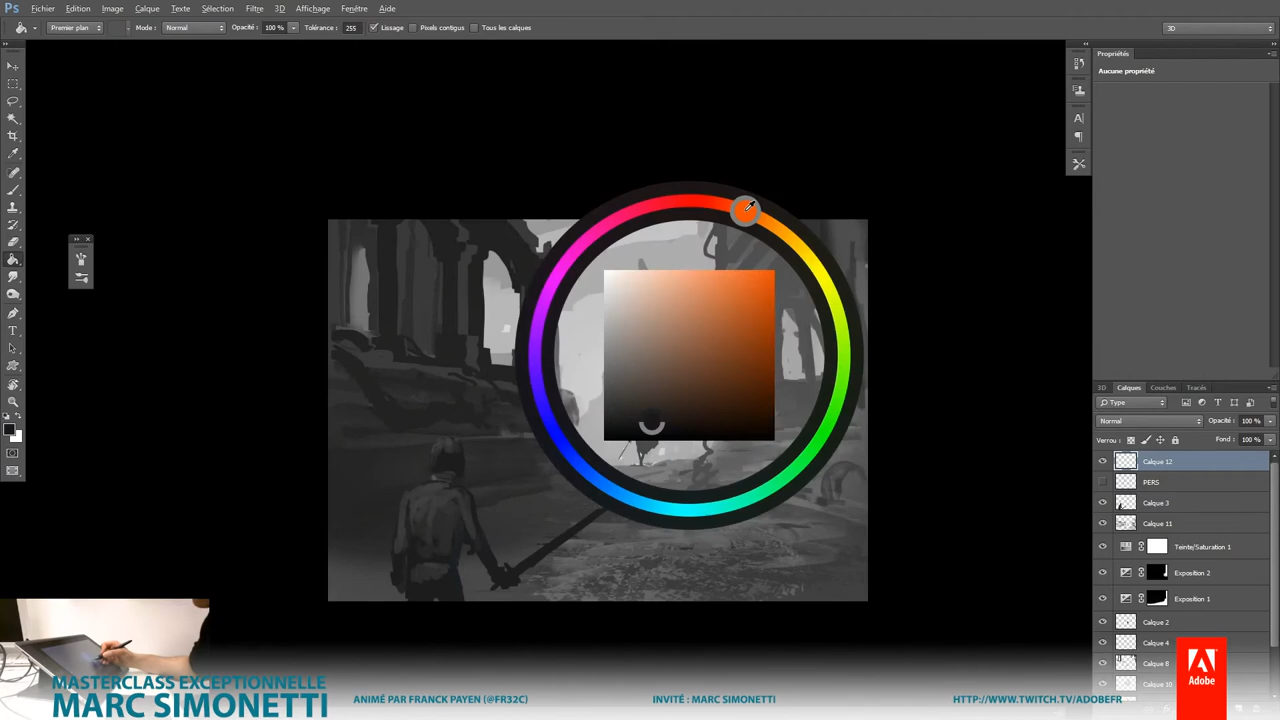 Ps Fichier Edition Image Calque Texte Sélection Filtre 3D Affichage Fenêtre Aide
Premier plan Mode : Normal Opacité : 100 % Tolérance : 255 Lissage Pixels contigus Tous les calques 3D
Propriétés
Aucune propriété
3D Calques Couches Tracés
Type
Normal Opacité : 100 %
Verrou : Fond : 100 %
Calque 12
PERS
Calque 3
Calque 11
Teinte/Saturation 1
Exposition 2
Exposition 1
Calque 2
Calque 4
Calque 8
Calque 10
MASTERCLASS EXCEPTIONNELLE
MARC SIMONETTI
ANIMÉ PAR FRANCK PAYEN (@FR32C)
INVITÉ : MARC SIMONETTI
HTTP://WWW.TWITCH.TV/ADOBEFR
Adobe